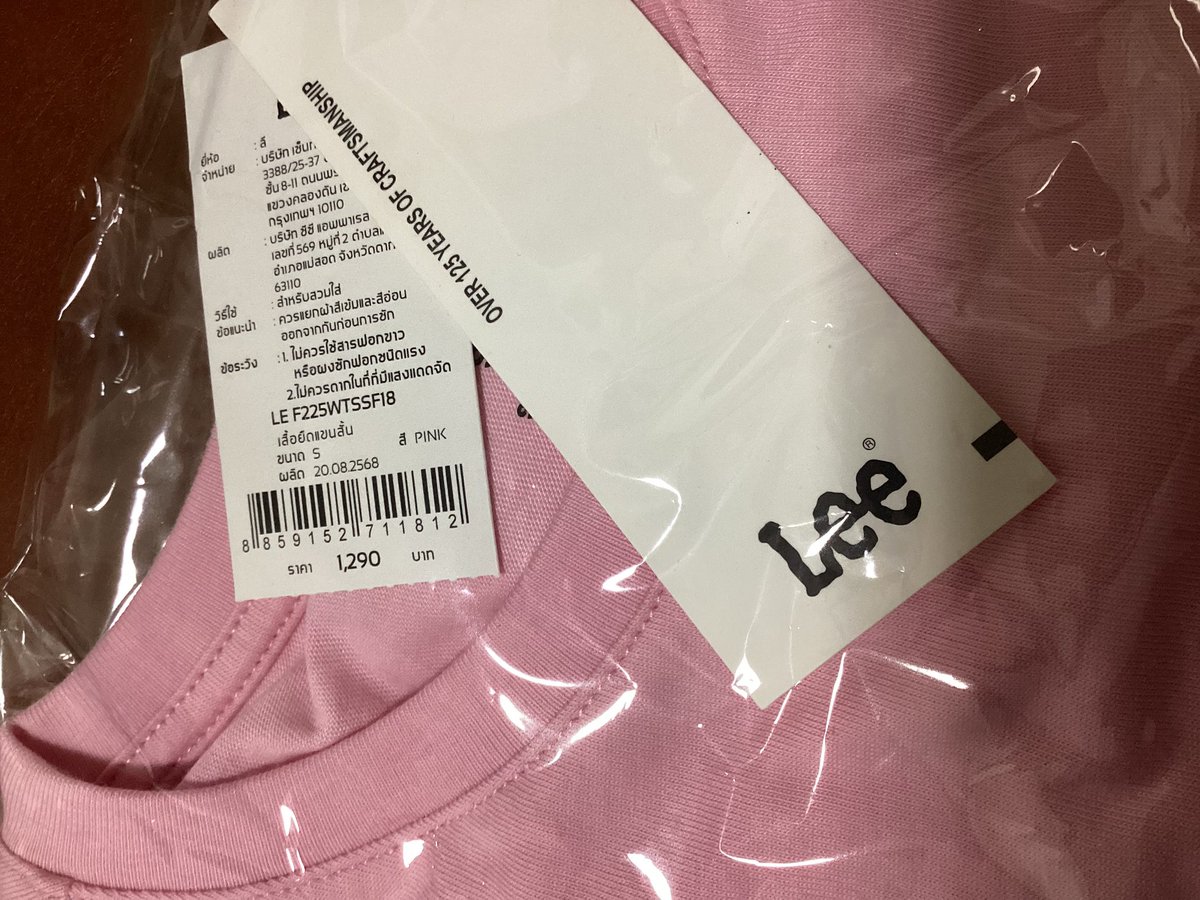 ยี่ห้อ : ลี
จำหน่าย : บริษัท
3388/25-37
ชั้น 8-11
แขวงคลองตัน
กรุงเทพฯ 10110
ผลิต : บริษัท ซีซี แอพพาเรล
เลขที่ 569 หมู่ที่ 2
อำเภอแม่สอด จังหวัดตาก
63110
วิธีใช้ : สำหรับสวมใส่
ข้อแนะนำ : ควรแยกผ้าสีเข้มและสีอ่อน
ออกจากกันก่อนการซัก
ข้อระวัง : 1. ไม่ควรใช้สารฟอกขาว
หรือผงซักฟอกชนิดแรง
2.ไม่ควรตากในที่ที่มีแสงแดดจัด
LE F225WTSSF18
เสื้อยืดแขนสั้น
ขนาด S สี PINK
ผลิต 20.08.2568
8 859152 711812
ราคา 1,290 บาท
OVER 125 YEARS OF CRAFTSMANSHIP
Lee®